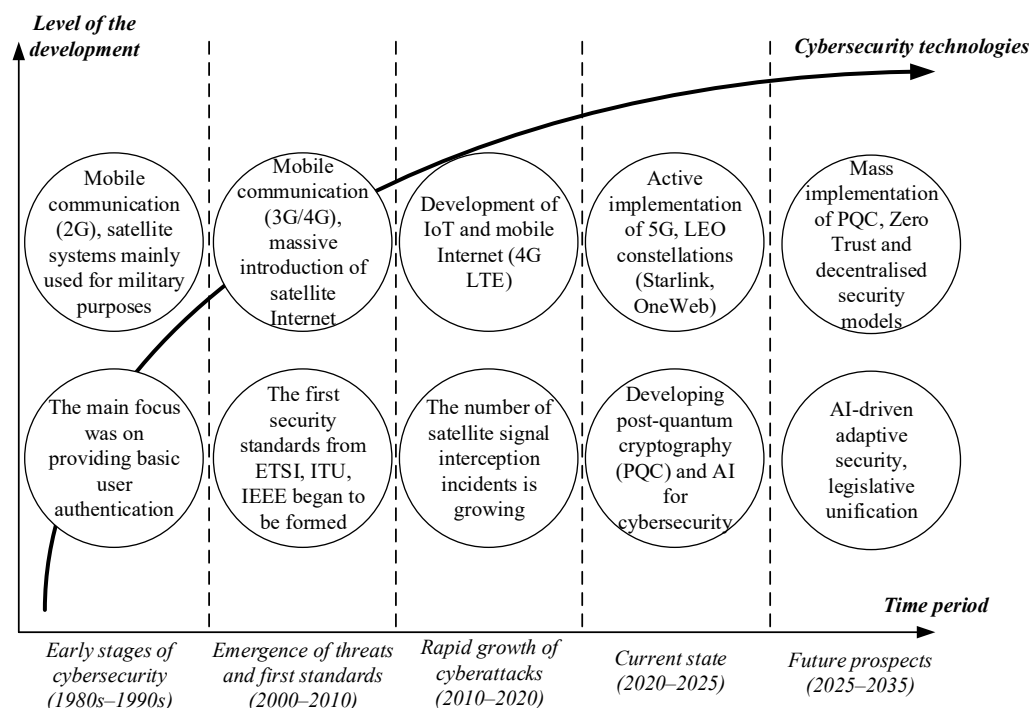 Level of the
development
Cybersecurity technologies
Mobile
communication
(2G), satellite
systems mainly
used for military
purposes
Mobile
communication
(3G/4G),
massive
introduction of
satellite
Internet
Development of
IoT and mobile
Internet (4G
LTE)
Active
implementation
of 5G, LEO
constellations
(Starlink,
OneWeb)
Mass
implementation
of PQC, Zero
Trust and
decentralised
security
models
The main focus
was on
providing basic
user
authentication
The first
security
standards from
ETSI, ITU,
IEEE began to
be formed
The number of
satellite signal
interception
incidents is
growing
Developing
post-quantum
cryptography
(PQC) and AI
for
cybersecurity
AI-driven
adaptive
security,
legislative
unification
Time period
Early stages of
cybersecurity
(1980s–1990s)
Emergence of threats
and first standards
(2000–2010)
Rapid growth of
cyberattacks
(2010–2020)
Current state
(2020–2025)
Future prospects
(2025–2035)